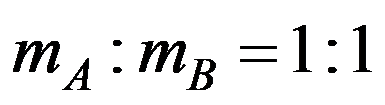 m_A : m_B = 1 : 1